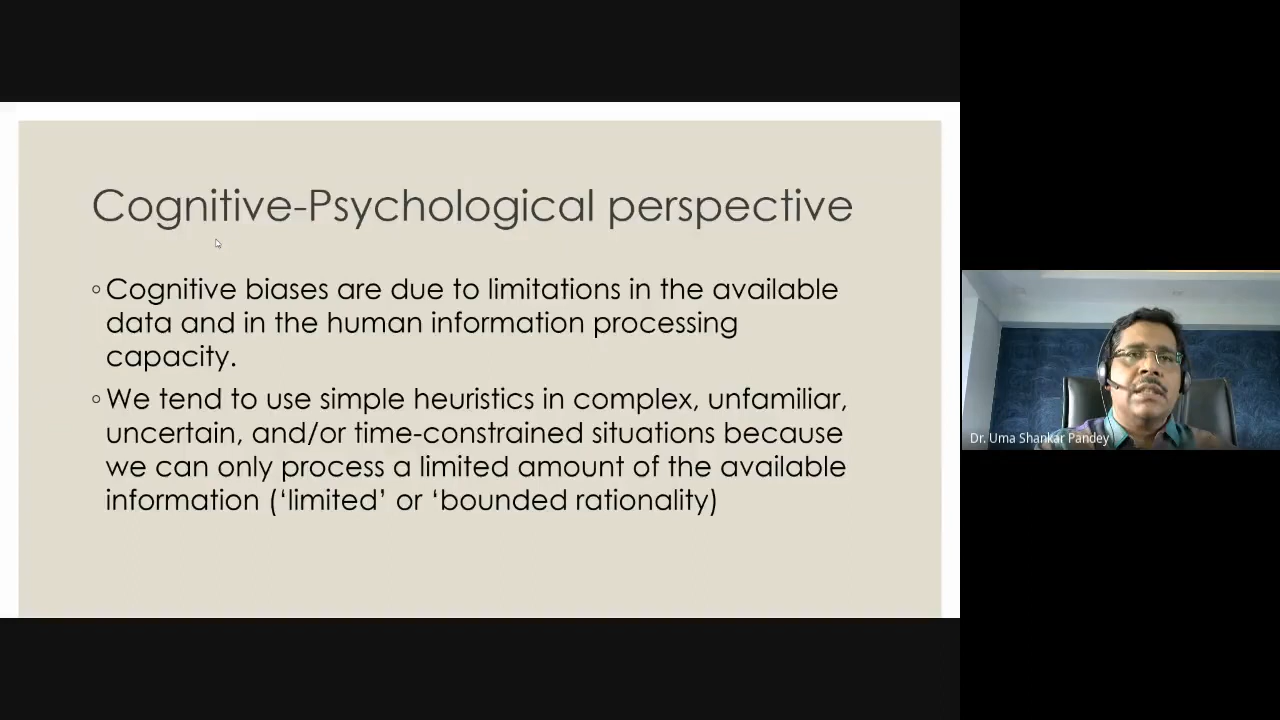 Cognitive-Psychological perspective
◦Cognitive biases are due to limitations in the available
data and in the human information processing
capacity.
◦We tend to use simple heuristics in complex, unfamiliar,
uncertain, and/or time-constrained situations because
we can only process a limited amount of the available
information (‘limited’ or ‘bounded rationality)
Dr. Uma Shankar Pandey